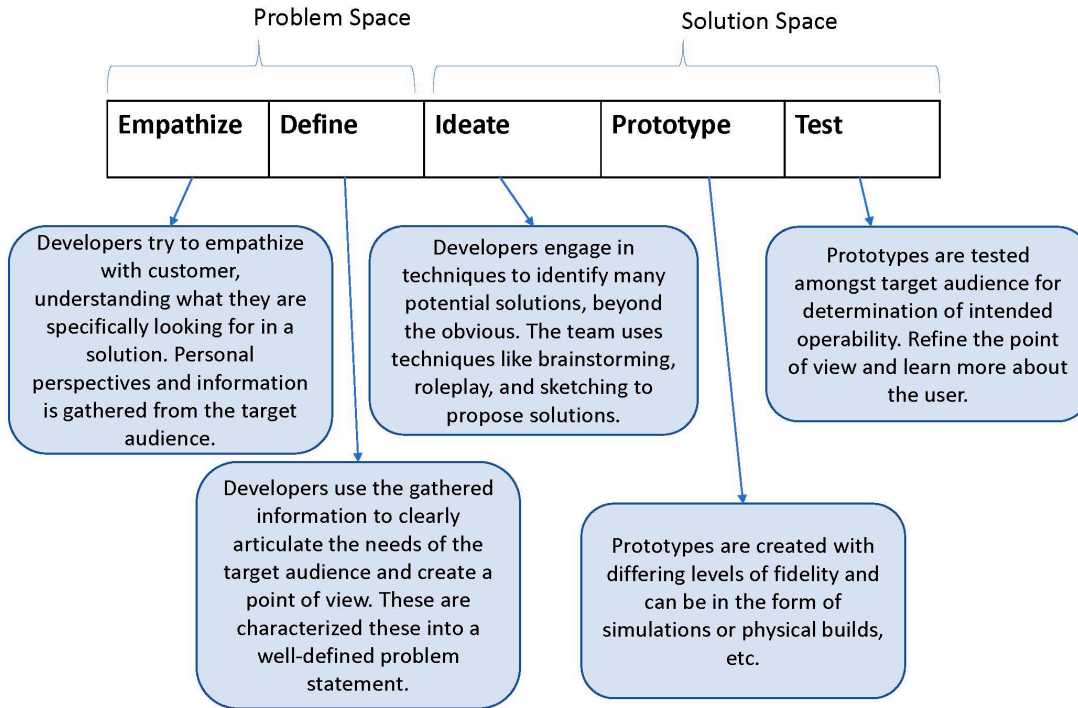 Problem Space
Solution Space
Empathize
Define
Ideate
Prototype
Test
Developers try to empathize
with customer,
understanding what they are
specifically looking for in a
solution. Personal
perspectives and information
is gathered from the target
audience.
Developers use the gathered
information to clearly
articulate the needs of the
target audience and create a
point of view. These are
characterized these into a
well-defined problem
statement.
Developers engage in
techniques to identify many
potential solutions, beyond
the obvious. The team uses
techniques like brainstorming,
roleplay, and sketching to
propose solutions.
Prototypes are created with
differing levels of fidelity and
can be in the form of
simulations or physical builds,
etc.
Prototypes are tested
amongst target audience for
determination of intended
operability. Refine the point
of view and learn more about
the user.